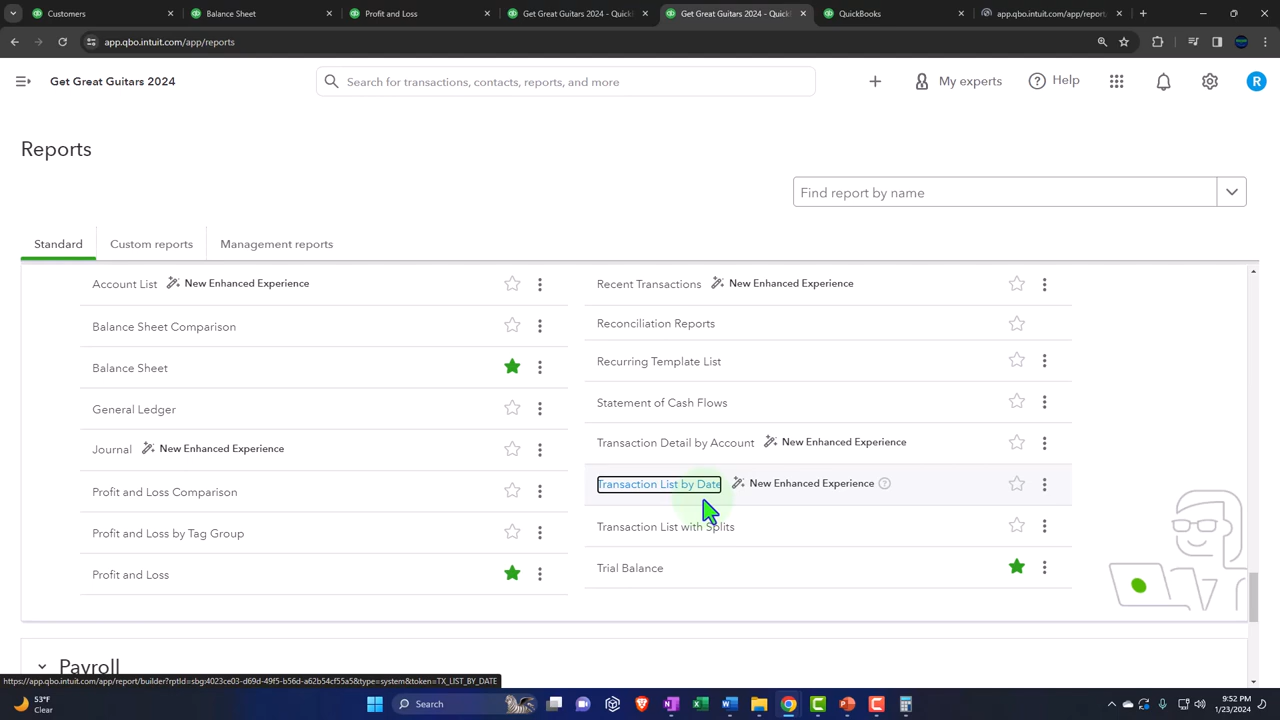 Customers
Balance Sheet
Profit and Loss
Get Great Guitars 2024 - Quick
Get Great Guitars 2024 - Quick
QuickBooks
app.qbo.intuit.com/app/report
app.qbo.intuit.com/app/reports
Get Great Guitars 2024
Search for transactions, contacts, reports, and more
My experts
Help
R
Reports
Find report by name
Standard
Custom reports
Management reports
Account List New Enhanced Experience
Balance Sheet Comparison
Balance Sheet
General Ledger
Journal New Enhanced Experience
Profit and Loss Comparison
Profit and Loss by Tag Group
Profit and Loss
Recent Transactions New Enhanced Experience
Reconciliation Reports
Recurring Template List
Statement of Cash Flows
Transaction Detail by Account New Enhanced Experience
Transaction List by Date New Enhanced Experience
Transaction List with Splits
Trial Balance
Payroll
https://app.qbo.intuit.com/app/report/builder?rptId=sbg:4023ce03-d69d-49f5-b56d-a62b54cf55a5&type=system&token=TX_LIST_BY_DATE
53°F
Clear
Search
9:52 PM
1/23/2024